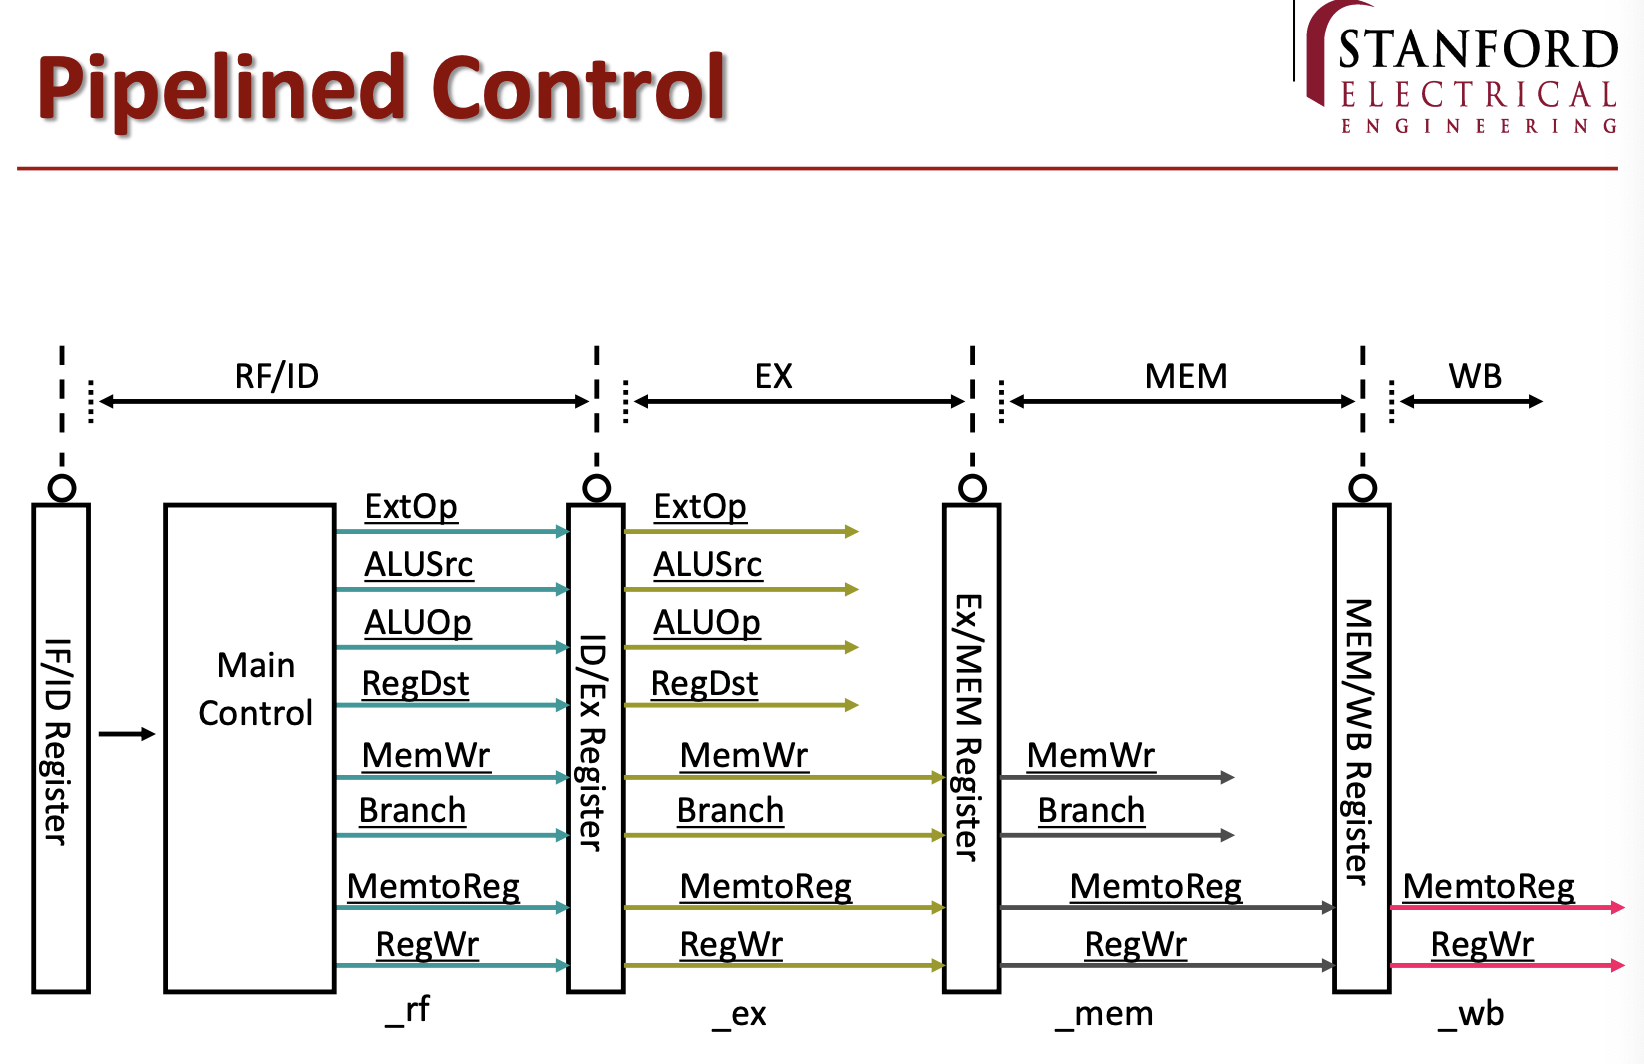 Pipelined Control
STANFORD
ELECTRICAL
ENGINEERING
RF/ID
EX
MEM
WB
IF/ID Register
Main
Control
ExtOp
ALUSrc
ALUOp
RegDst
MemWr
Branch
MemtoReg
RegWr
_rf
ID/Ex Register
ExtOp
ALUSrc
ALUOp
RegDst
MemWr
Branch
MemtoReg
RegWr
_ex
Ex/MEM Register
MemWr
Branch
MemtoReg
RegWr
_mem
MEM/WB Register
MemtoReg
RegWr
_wb